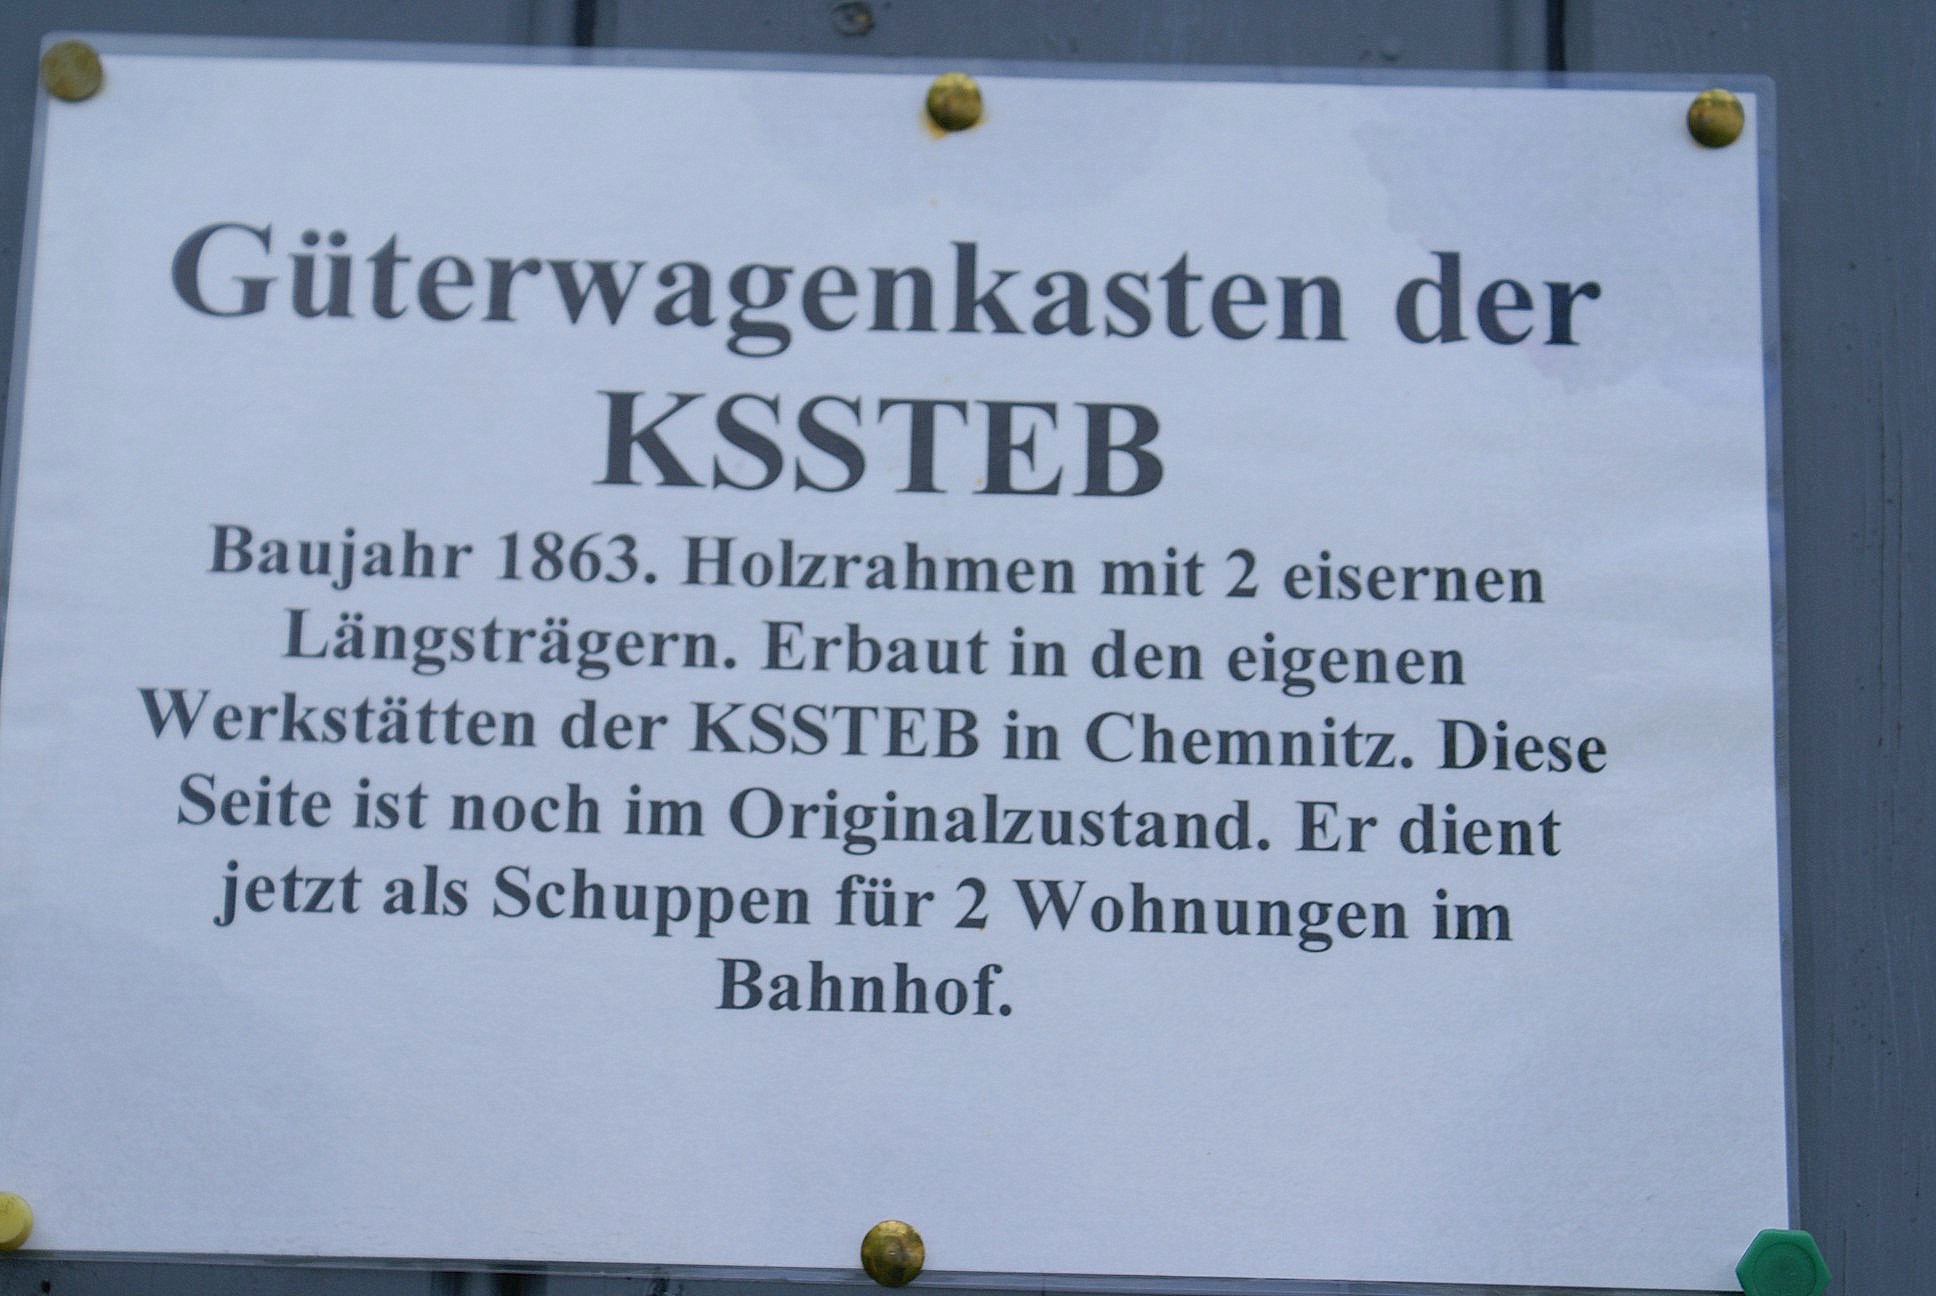 Güterwagenkasten der
KSSTEB
Baujahr 1863. Holzrahmen mit 2 eisernen
Längsträgern. Erbaut in den eigenen
Werkstätten der KSSTEB in Chemnitz. Diese
Seite ist noch im Originalzustand. Er dient
jetzt als Schuppen für 2 Wohnungen im
Bahnhof.